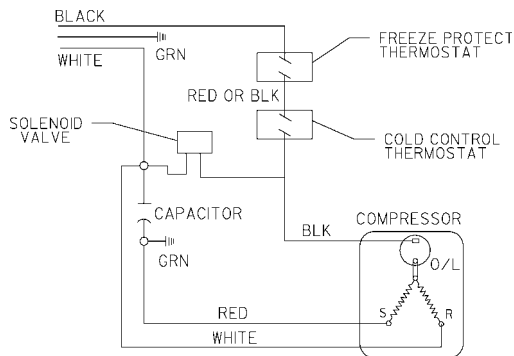 BLACK
GRN
WHITE
FREEZE PROTECT
THERMOSTAT
RED OR BLK
SOLENOID
VALVE
COLD CONTROL
THERMOSTAT
CAPACITOR
GRN
BLK
COMPRESSOR
O/L
S
R
RED
WHITE